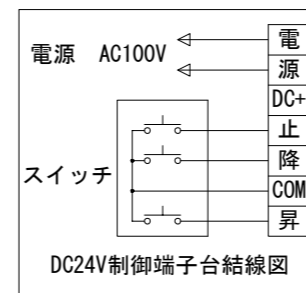 電源 AC100V
電
源
DC+
止
降
COM
昇
スイッチ
DC24V制御端子台結線図